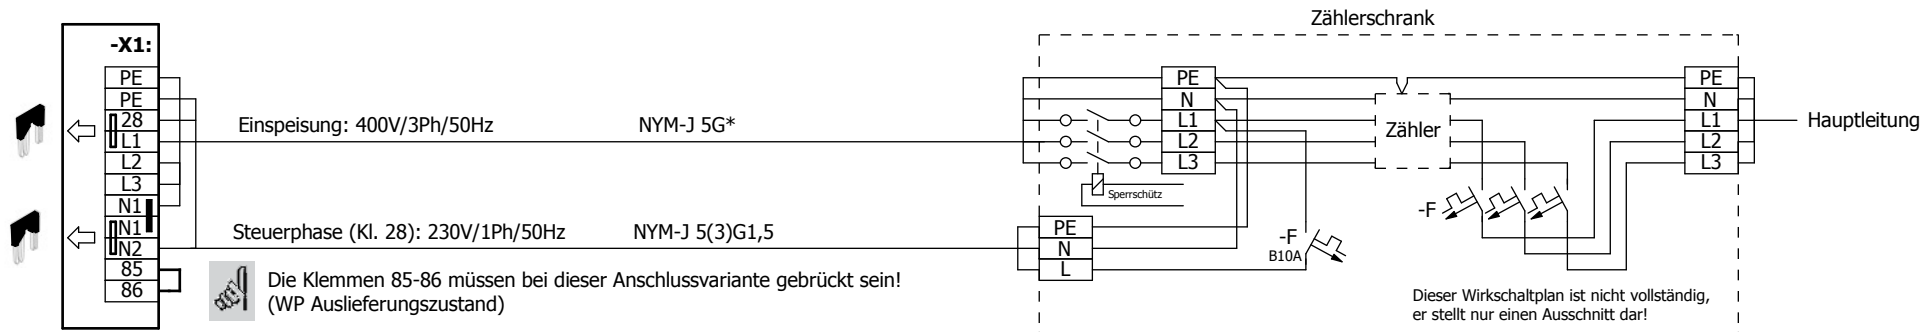 Zählerschrank
-X1:
PE
PE
28
L1
L2
L3
N1
N1
N2
85
86
Einspeisung: 400V/3Ph/50Hz
NYM-J 5G*
Steuerphase (Kl. 28): 230V/1Ph/50Hz
NYM-J 5(3)G1,5
Die Klemmen 85-86 müssen bei dieser Anschlussvariante gebrückt sein!
(WP Auslieferungszustand)
PE
N
L1
L2
L3
Sperrschütz
PE
N
L
-F
B10A
Zähler
-F
PE
N
L1
L2
L3
Hauptleitung
Dieser Wirkschaltplan ist nicht vollständig,
er stellt nur einen Ausschnitt dar!